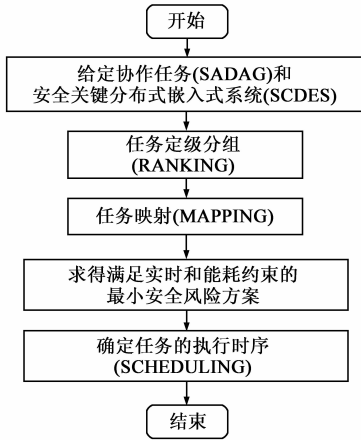 开始
给定协作任务(SADAG)和
安全关键分布式嵌入式系统(SCDES)
任务定级分组
(RANKING)
任务映射(MAPPING)
求得满足实时和能耗约束的
最小安全风险方案
确定任务的执行时序
(SCHEDULING)
结束